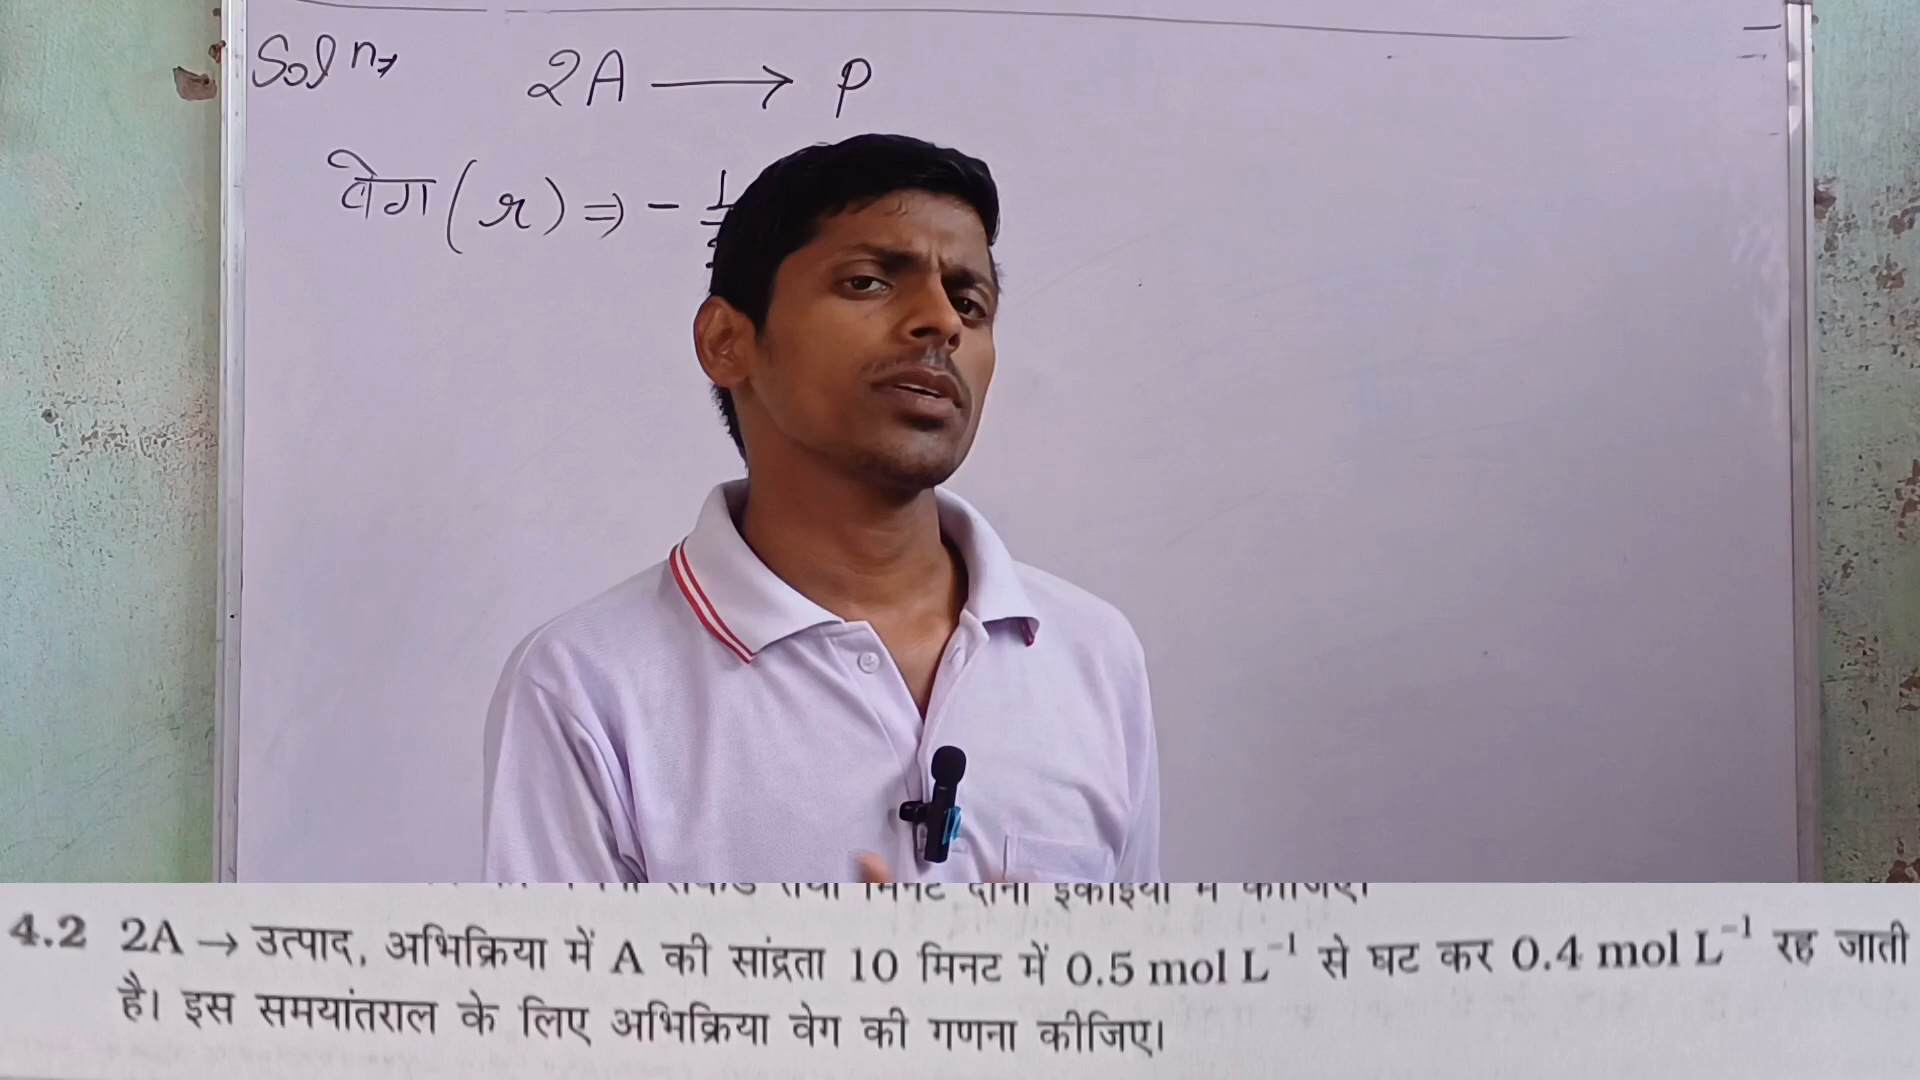 Solⁿ⇒ 2A ⟶ P
वेग (r) ⇒ - 1
4.2 2A → उत्पाद, अभिक्रिया में A की सांद्रता 10 मिनट में 0.5 mol L⁻¹ से घट कर 0.4 mol L⁻¹ रह जाती
है। इस समयांतराल के लिए अभिक्रिया वेग की गणना कीजिए।